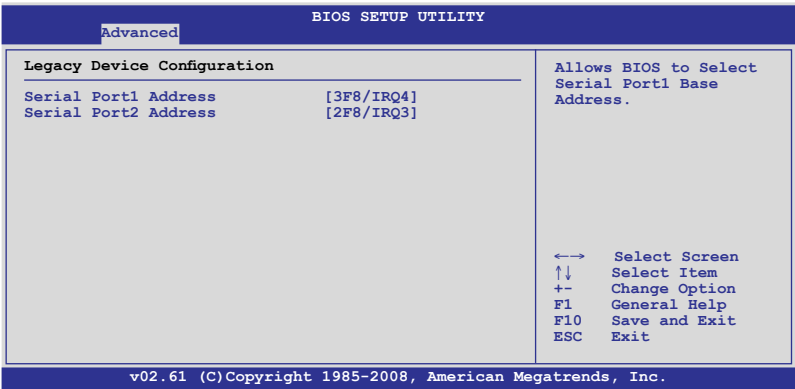 BIOS SETUP UTILITY
Advanced
Legacy Device Configuration
Serial Port1 Address [3F8/IRQ4]
Serial Port2 Address [2F8/IRQ3]
Allows BIOS to Select
Serial Port1 Base
Address.
←→ Select Screen
↑↓ Select Item
+- Change Option
F1 General Help
F10 Save and Exit
ESC Exit
v02.61 (C)Copyright 1985-2008, American Megatrends, Inc.